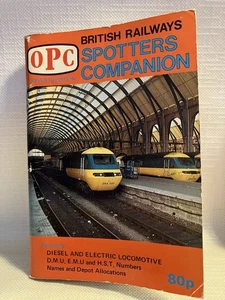 BRITISH RAILWAYS
OPC
SPOTTERS
COMPANION
DIESEL AND ELECTRIC LOCOMOTIVE
D.M.U, E.M.U and H.S.T. Numbers
Names and Depot Allocations
80p